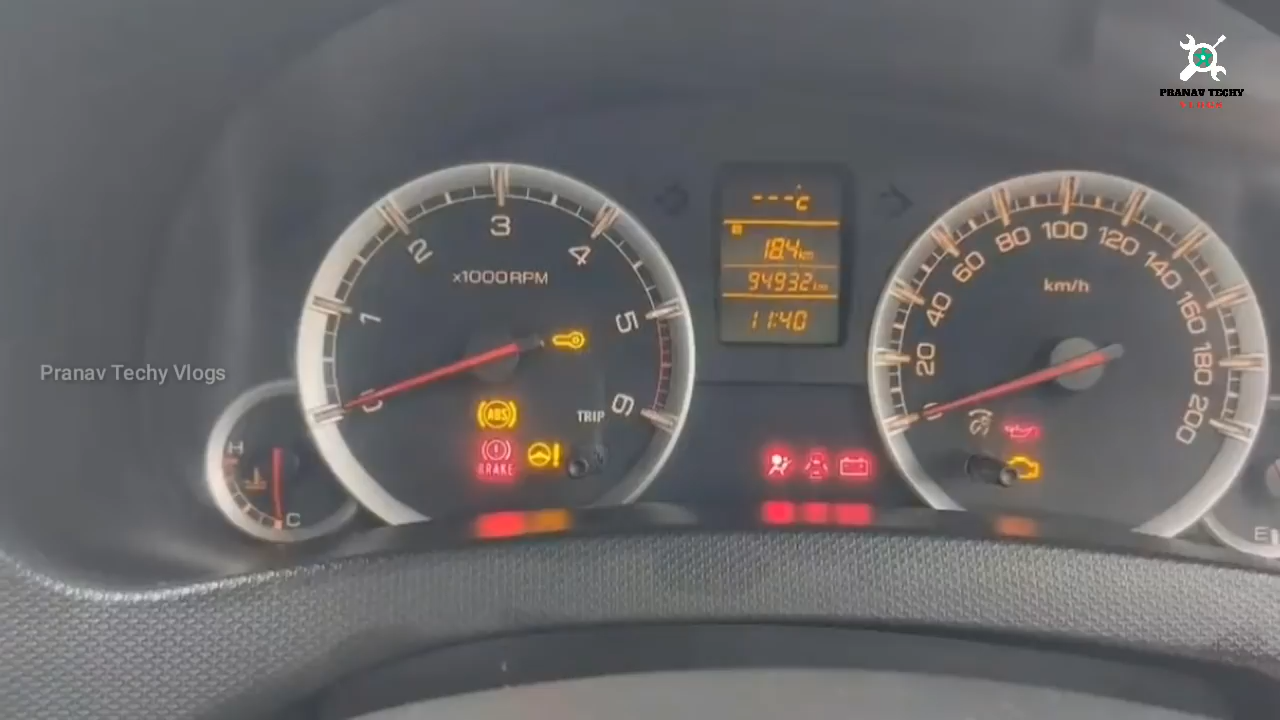 PRANAV TECHY
VLOGS
Pranav Techy Vlogs
0
1
2
3
4
5
6
x1000RPM
ABS
BRAKE
TRIP
H
C
---°C
18.4km
94932km
11:40
0
20
40
60
80
100
120
140
160
180
200
km/h
E